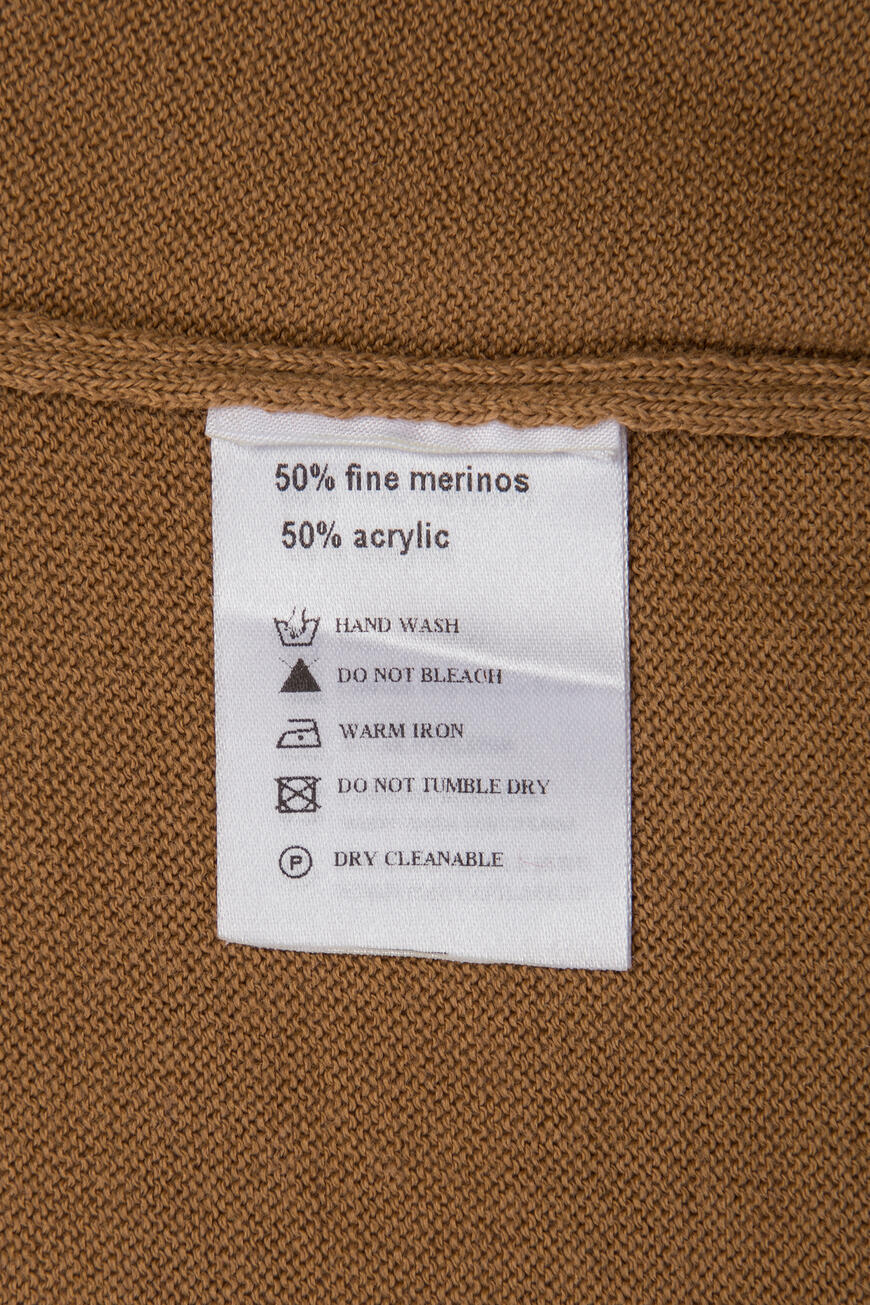 50% fine merinos
50% acrylic
HAND WASH
DO NOT BLEACH
WARM IRON
DO NOT TUMBLE DRY
P DRY CLEANABLE